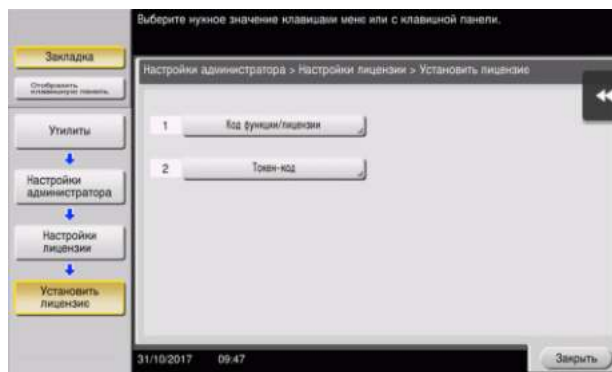 Выберите нужное значение клавишами меню или с клавишной панели.
Закладка
Отобразить
клавишную панель.
Утилиты
Настройки
администратора
Настройки
лицензии
Установить
лицензию
Настройки администратора > Настройки лицензии > Установить лицензию
1 Код функции/лицензии
2 Токен-код
31/10/2017 09:47
Закрыть